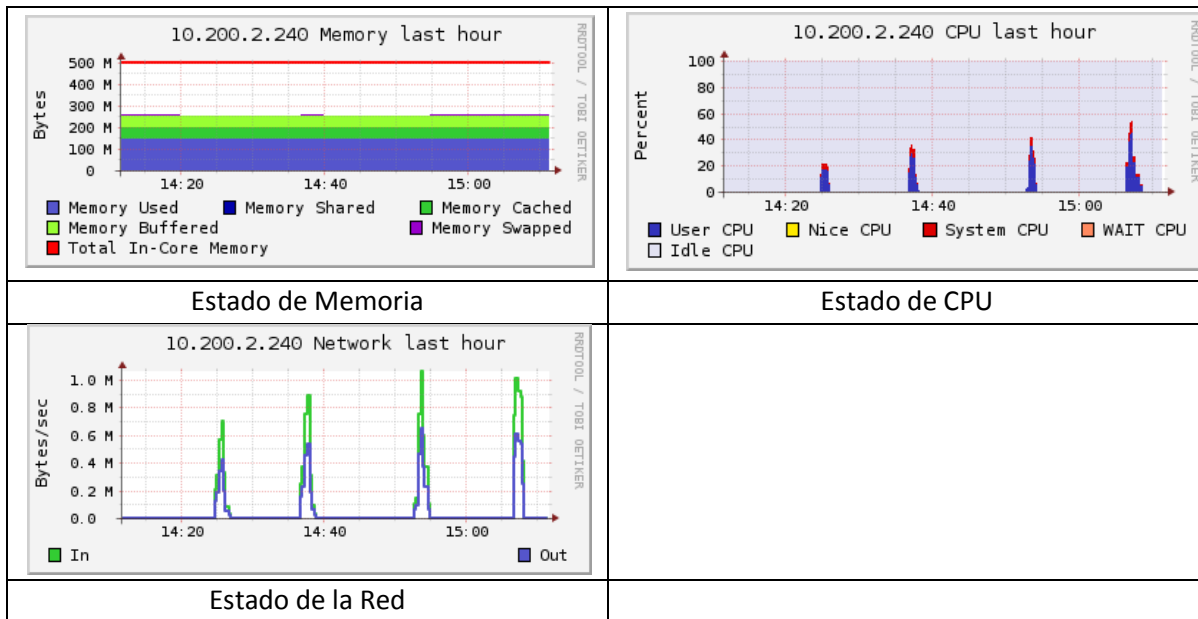 10.200.2.240 Memory last hour
RRDTOOL / TOBI OETIKER
Bytes
500 M
400 M
300 M
200 M
100 M
0
14:20 14:40 15:00
Memory Used Memory Shared Memory Cached
Memory Buffered Memory Swapped
Total In-Core Memory
Estado de Memoria
10.200.2.240 CPU last hour
RRDTOOL / TOBI OETIKER
Percent
100
80
60
40
20
0
14:20 14:40 15:00
User CPU Nice CPU System CPU WAIT CPU
Idle CPU
Estado de CPU
10.200.2.240 Network last hour
RRDTOOL / TOBI OETIKER
Bytes/sec
1.0 M
0.8 M
0.6 M
0.4 M
0.2 M
0.0
14:20 14:40 15:00
In Out
Estado de la Red